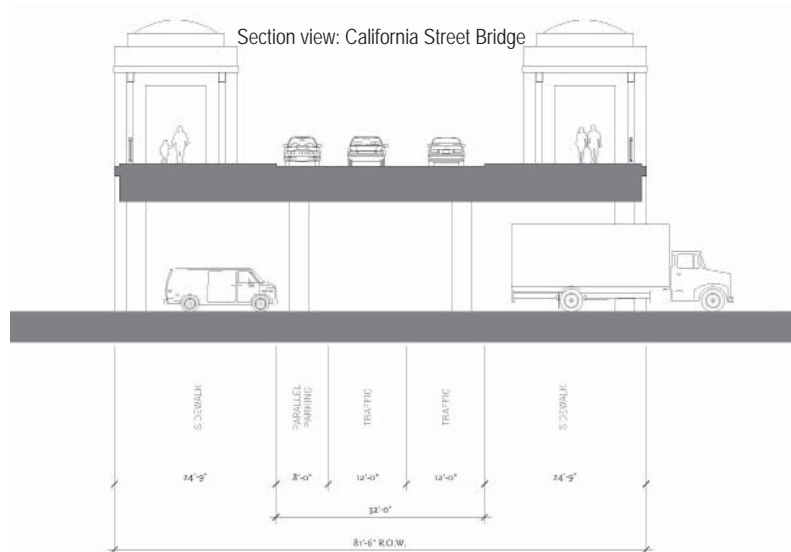 Section view: California Street Bridge
SIDEWALK
PARALLEL
PARKING
TRAFFIC
TRAFFIC
SIDEWALK
24'-9"
8'-0"
12'-0"
12'-0"
24'-9"
32'-0"
81'-6" R.O.W.